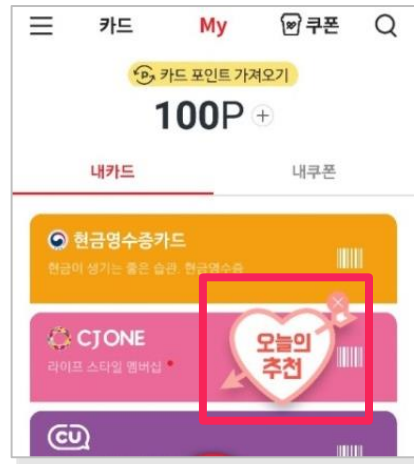 카드 My 쿠폰
카드 포인트 가져오기
100P +
내카드 내쿠폰
현금영수증카드
현금이 생기는 좋은 습관, 현금영수증
CJ ONE
라이프 스타일 멤버십
오늘의
추천
CU